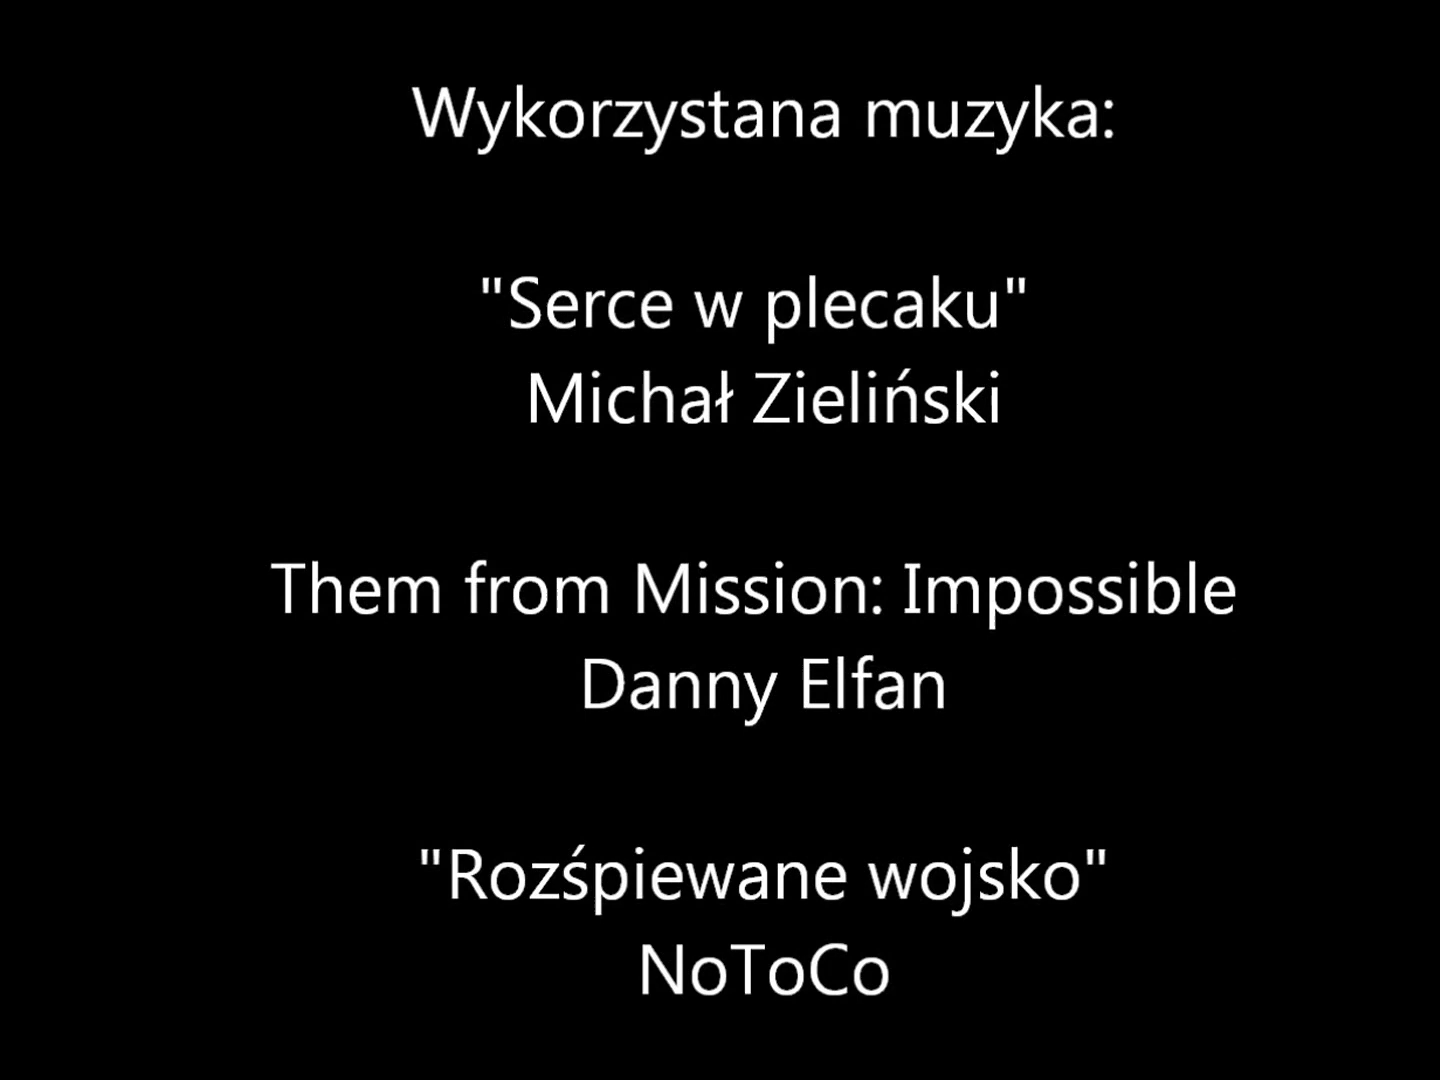 Wykorzystana muzyka:
"Serce w plecaku"
Michał Zieliński
Them from Mission: Impossible
Danny Elfan
"Rozśpiewane wojsko"
NoToCo